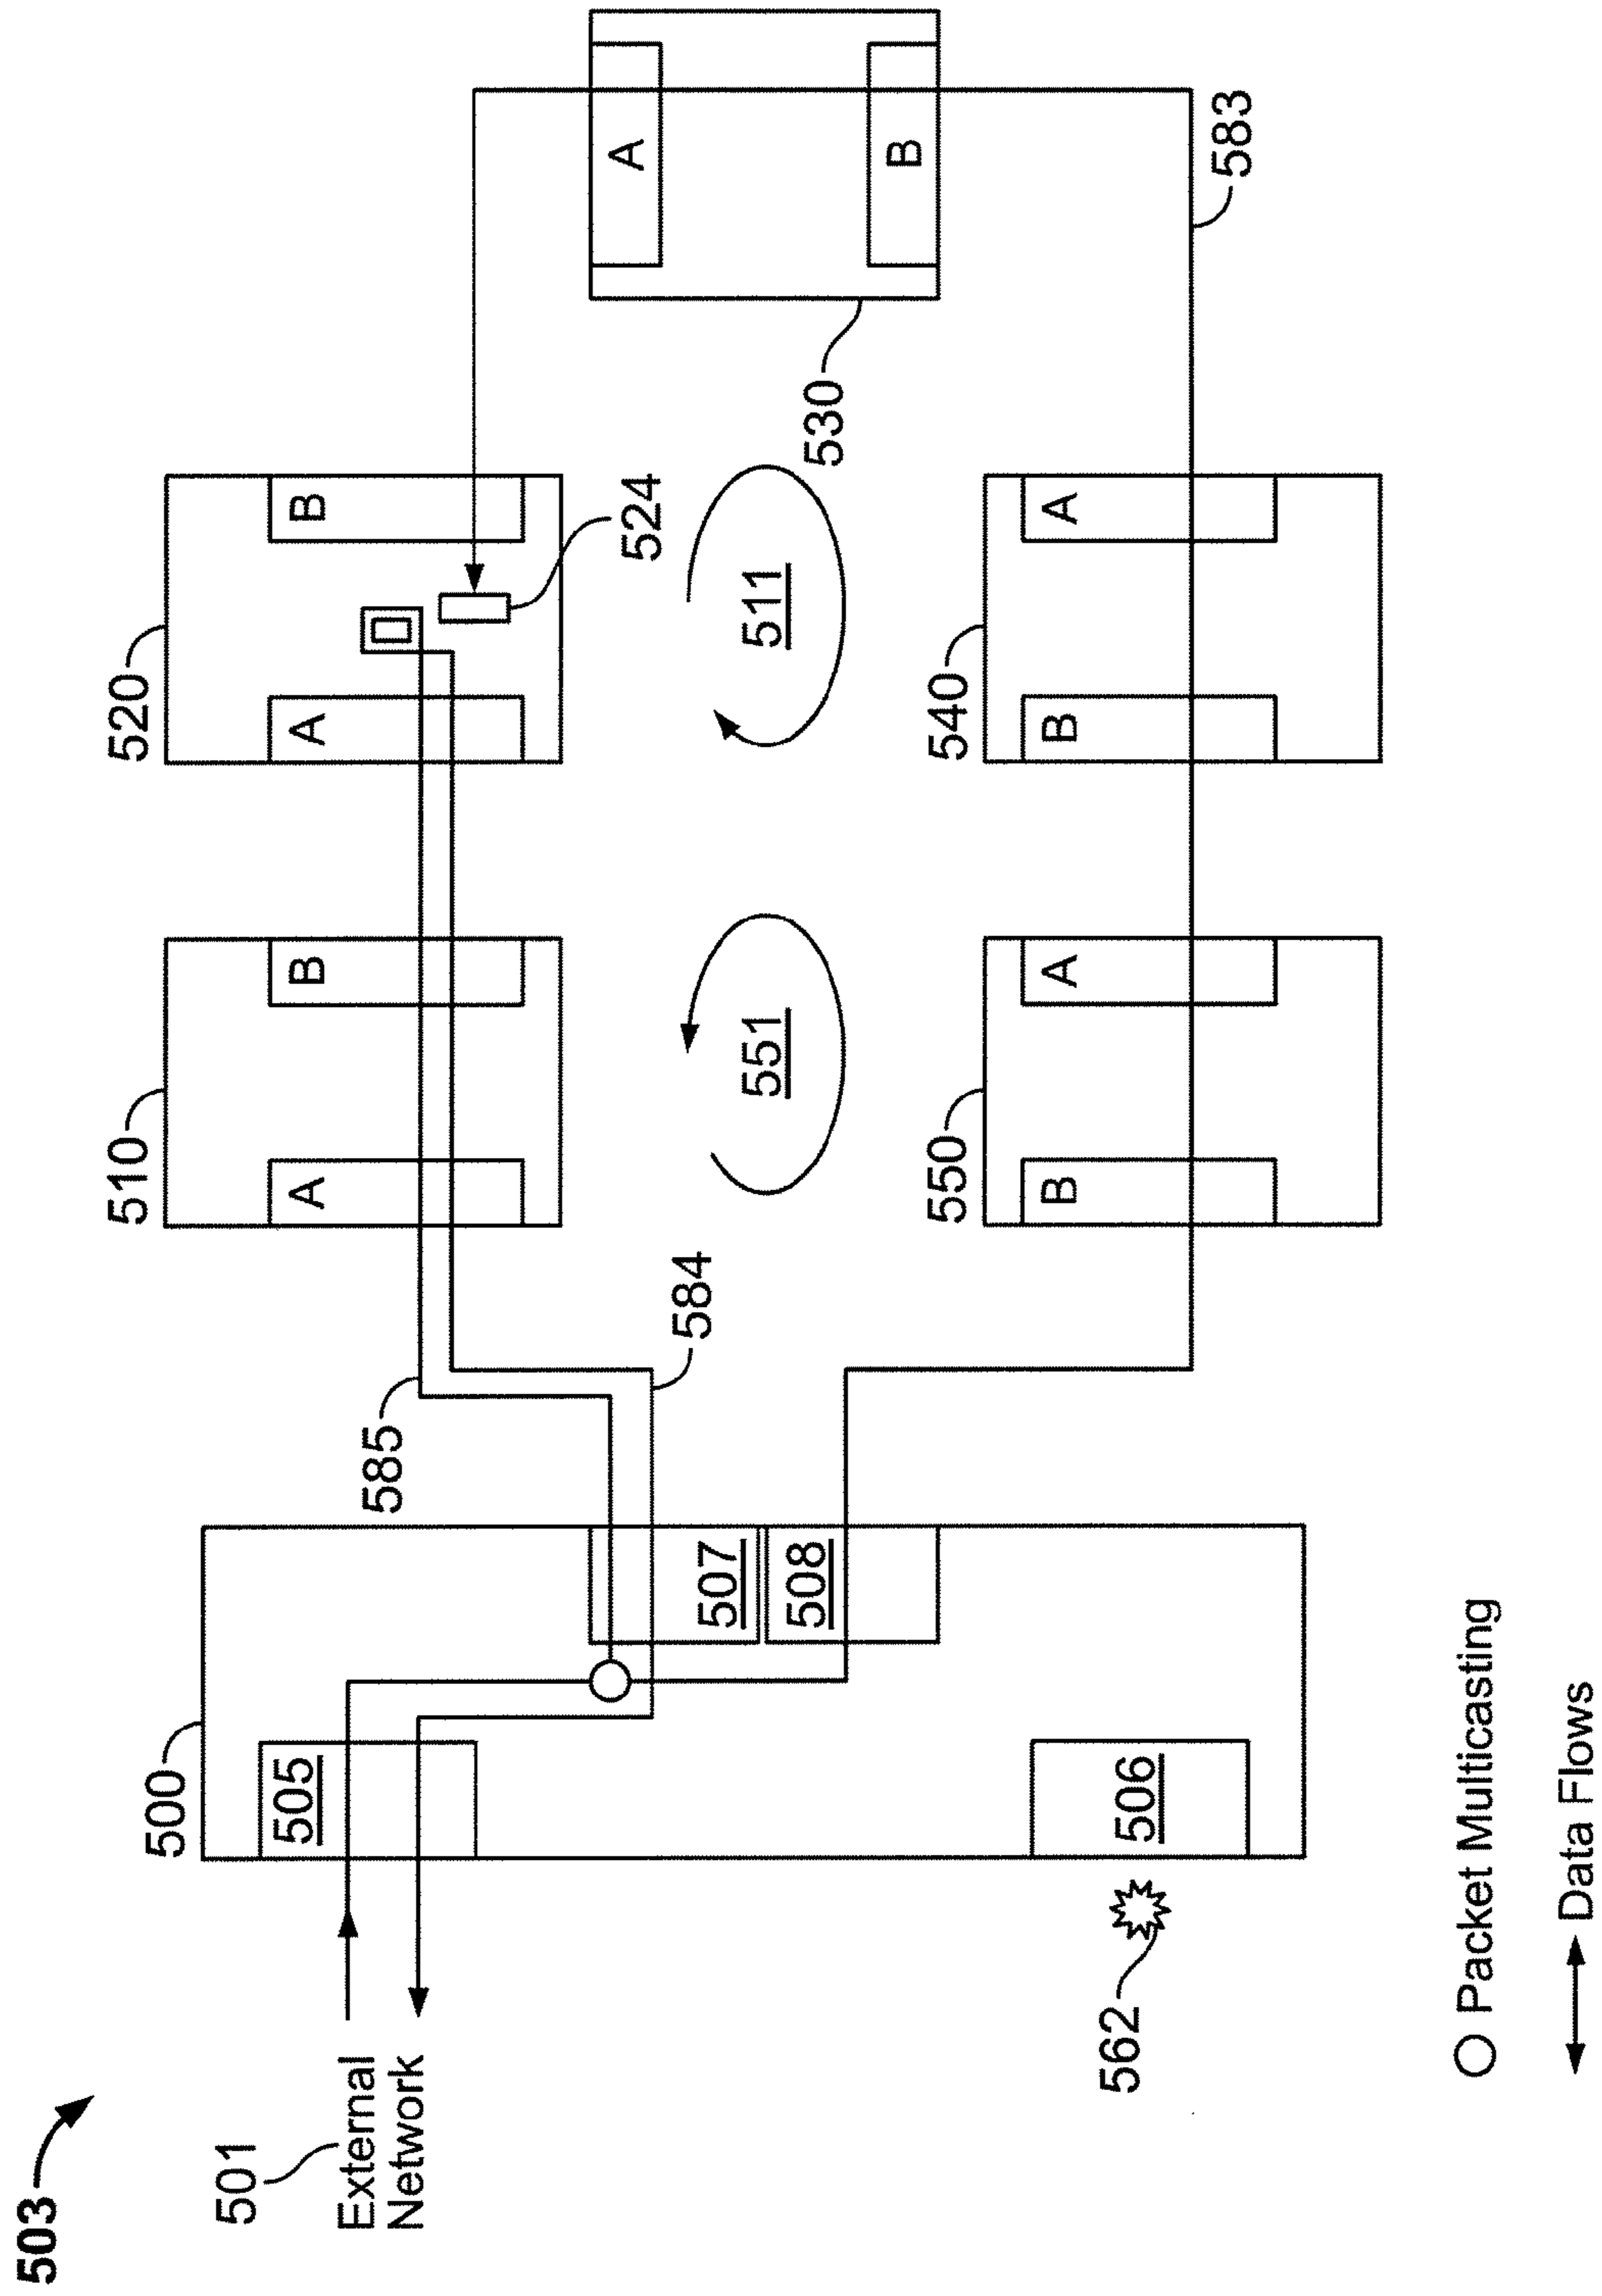 503
501
External
Network
500
505
506
507
508
562
585
584
510
A
B
520
A
B
524
530
A
B
511
551
540
B
A
550
B
A
583
Packet Multicasting
Data Flows